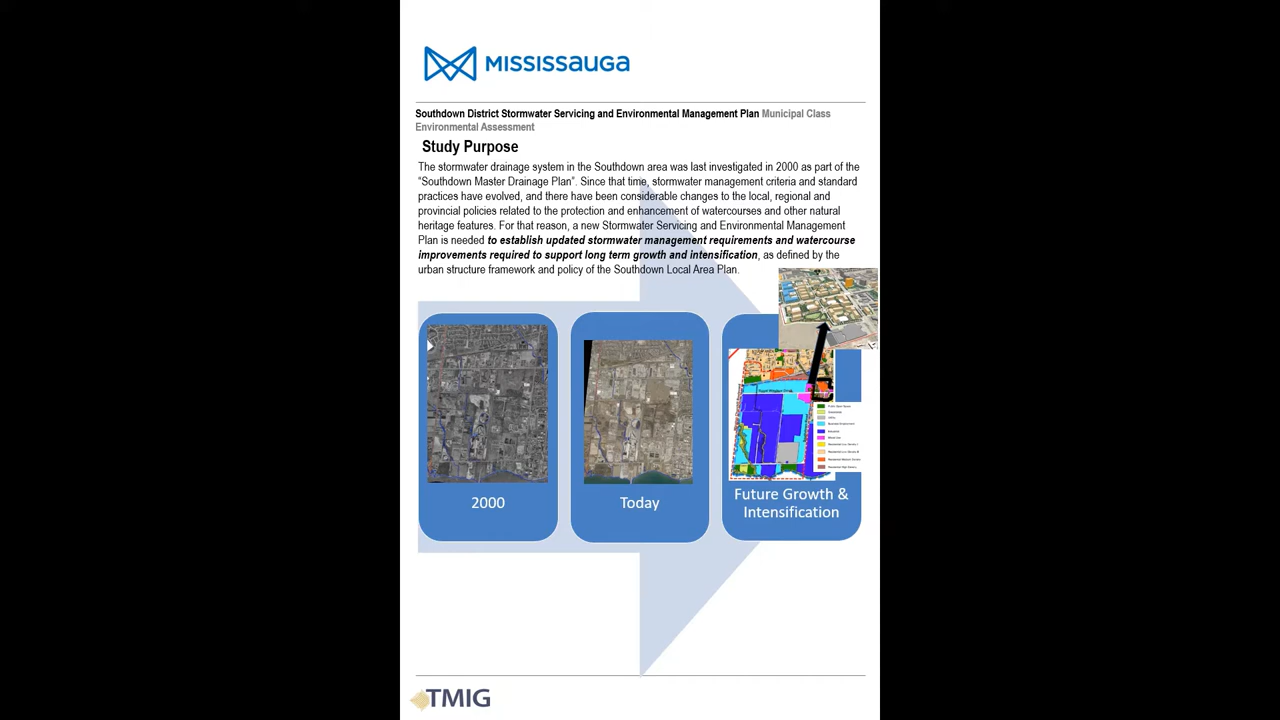 MISSISSAUGA
Southdown District Stormwater Servicing and Environmental Management Plan Municipal Class
Environmental Assessment
Study Purpose
The stormwater drainage system in the Southdown area was last investigated in 2000 as part of the
“Southdown Master Drainage Plan”. Since that time, stormwater management criteria and standard
practices have evolved, and there have been considerable changes to the local, regional and
provincial policies related to the protection and enhancement of watercourses and other natural
heritage features. For that reason, a new Stormwater Servicing and Environmental Management
Plan is needed to establish updated stormwater management requirements and watercourse
improvements required to support long term growth and intensification, as defined by the
urban structure framework and policy of the Southdown Local Area Plan.
2000
Today
Future Growth &
Intensification
TMIG